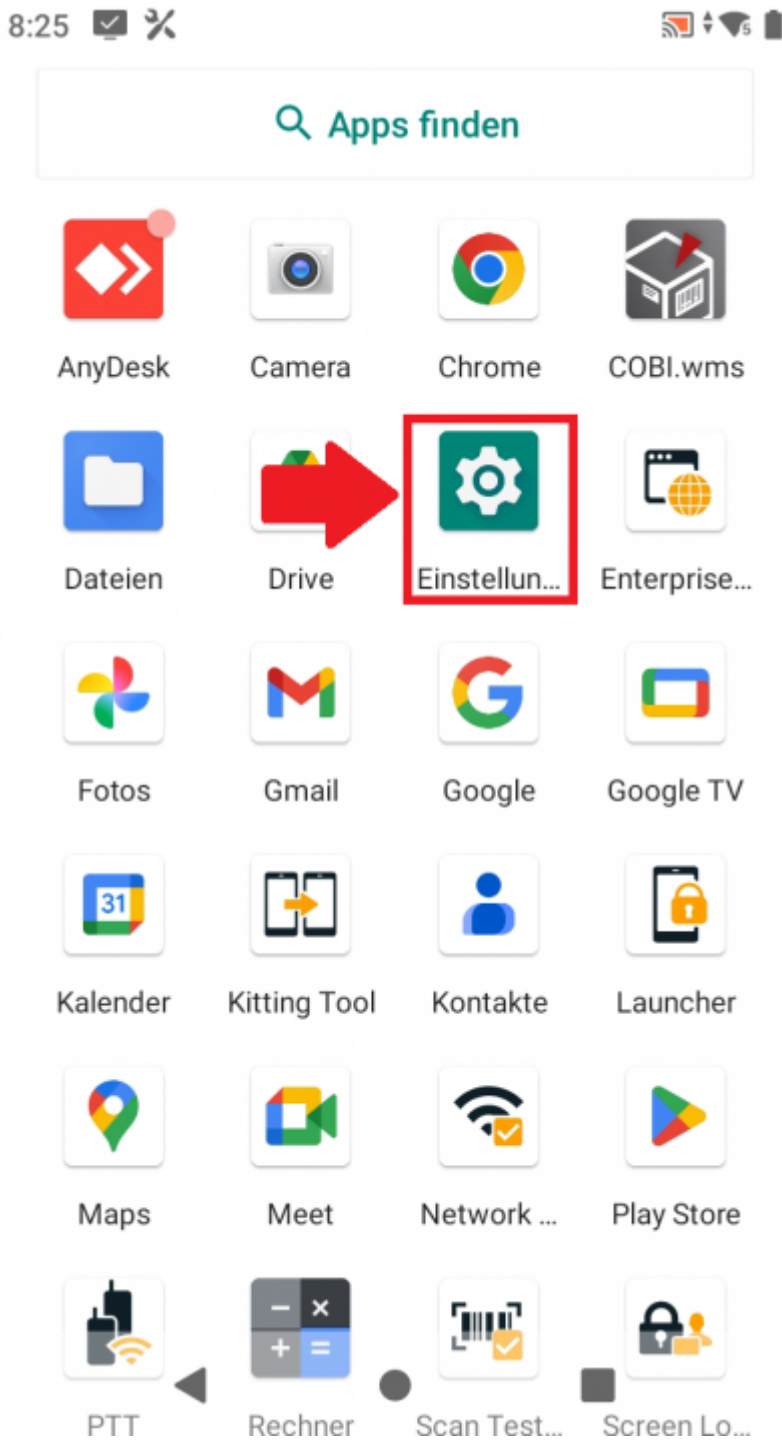 8:25
5
Apps finden
AnyDesk Camera Chrome COBI.wms
Dateien Drive Einstellun... Enterprise...
Fotos Gmail Google Google TV
31
Kalender Kitting Tool Kontakte Launcher
Maps Meet Network ... Play Store
− ×
+ =
PTT Rechner Scan Test... Screen Lo...